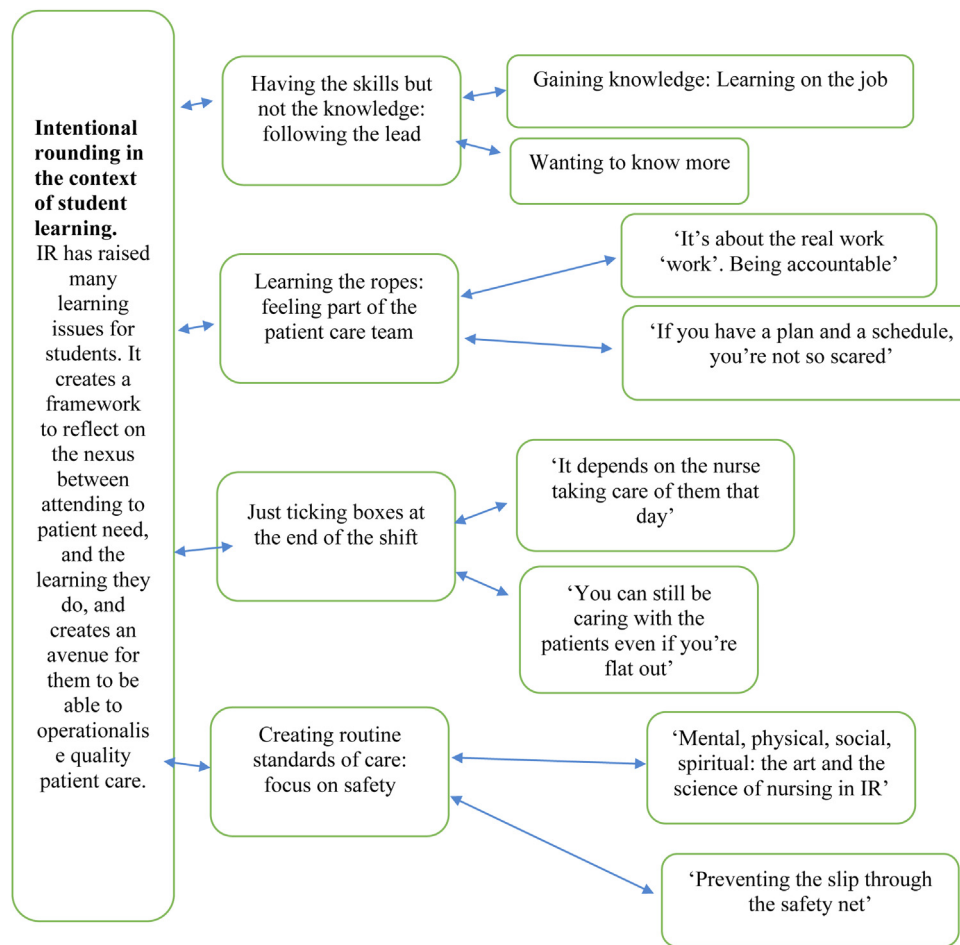 Intentional
rounding in
the context
of student
learning.
IR has raised
many
learning
issues for
students. It
creates a
framework
to reflect on
the nexus
between
attending to
patient need,
and the
learning they
do, and
creates an
avenue for
them to be
able to
operationalis
e quality
patient care.
Having the skills but
not the knowledge:
following the lead
Gaining knowledge: Learning on the job
Wanting to know more
Learning the ropes:
feeling part of the
patient care team
‘It’s about the real work
‘work’. Being accountable’
‘If you have a plan and a schedule,
you’re not so scared’
Just ticking boxes at
the end of the shift
‘It depends on the nurse
taking care of them that
day’
‘You can still be
caring with the
patients even if you’re
flat out’
Creating routine
standards of care:
focus on safety
‘Mental, physical, social,
spiritual: the art and the
science of nursing in IR’
‘Preventing the slip through
the safety net’